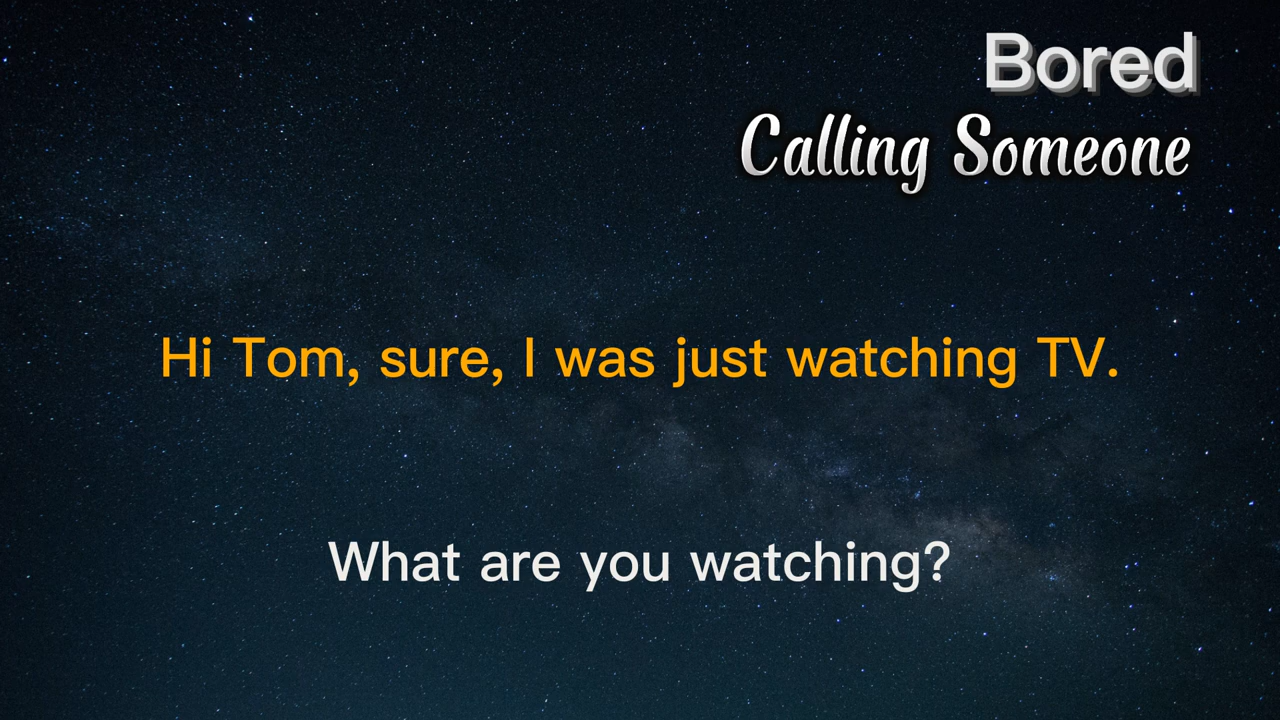 Bored
Calling Someone
Hi Tom, sure, I was just watching TV.
What are you watching?